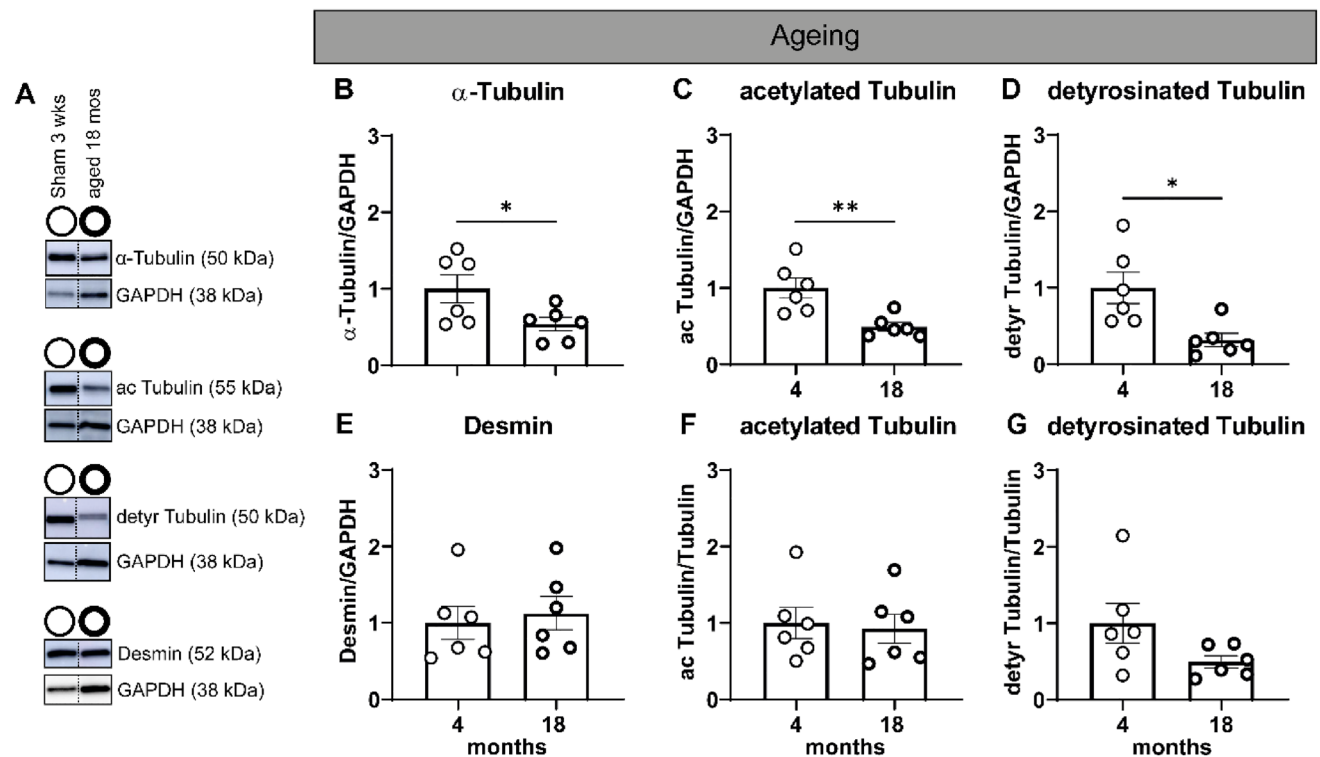 Ageing
A
Sham 3 wks
aged 18 mos
α-Tubulin (50 kDa)
GAPDH (38 kDa)
ac Tubulin (55 kDa)
GAPDH (38 kDa)
detyr Tubulin (50 kDa)
GAPDH (38 kDa)
Desmin (52 kDa)
GAPDH (38 kDa)
B
α-Tubulin
α-Tubulin/GAPDH
3
2
1
0
*
C
acetylated Tubulin
ac Tubulin/GAPDH
3
2
1
0
**
4 18
D
detyrosinated Tubulin
detyr Tubulin/GAPDH
3
2
1
0
*
4 18
E
Desmin
Desmin/GAPDH
3
2
1
0
4 18
months
F
acetylated Tubulin
ac Tubulin/Tubulin
3
2
1
0
4 18
months
G
detyrosinated Tubulin
detyr Tubulin/Tubulin
3
2
1
0
4 18
months